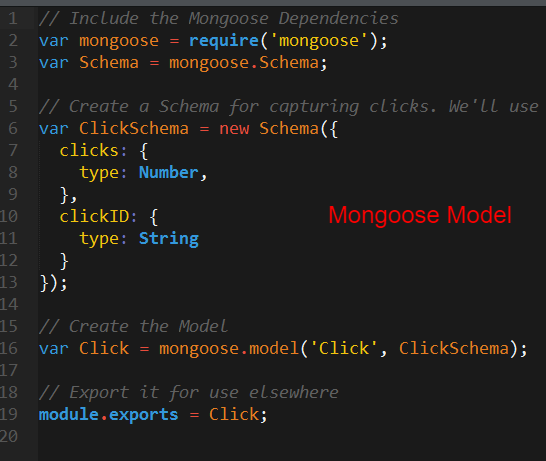 1 // Include the Mongoose Dependencies
2 var mongoose = require('mongoose');
3 var Schema = mongoose.Schema;
4
5 // Create a Schema for capturing clicks. We'll use
6 var ClickSchema = new Schema({
7   clicks: {
8     type: Number,
9   },
10   clickID: {
Mongoose Model
11     type: String
12   }
13 });
14
15 // Create the Model
16 var Click = mongoose.model('Click', ClickSchema);
17
18 // Export it for use elsewhere
19 module.exports = Click;
20